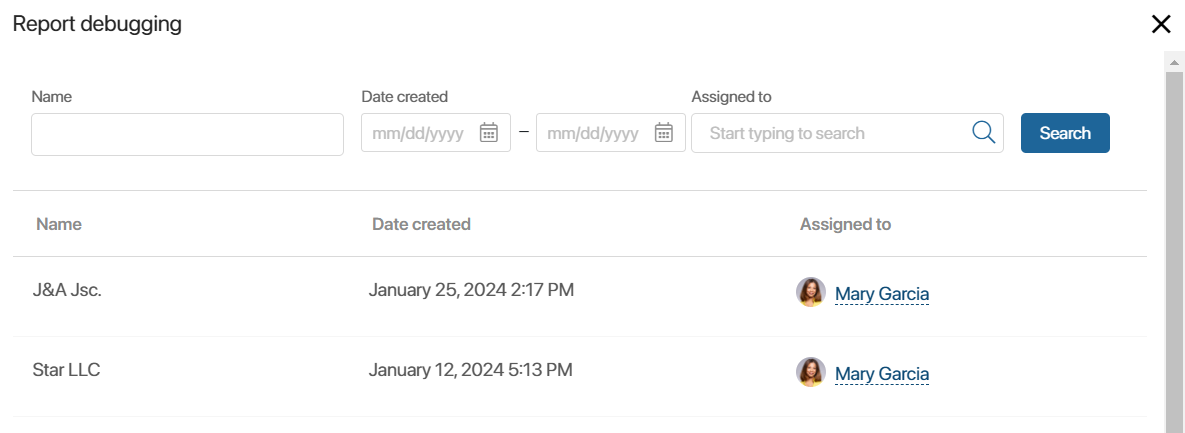 Report debugging
Name Date created Assigned to
mm/dd/yyyy – mm/dd/yyyy Start typing to search Search
Name Date created Assigned to
J&A Jsc. January 25, 2024 2:17 PM Mary Garcia
Star LLC January 12, 2024 5:13 PM Mary Garcia